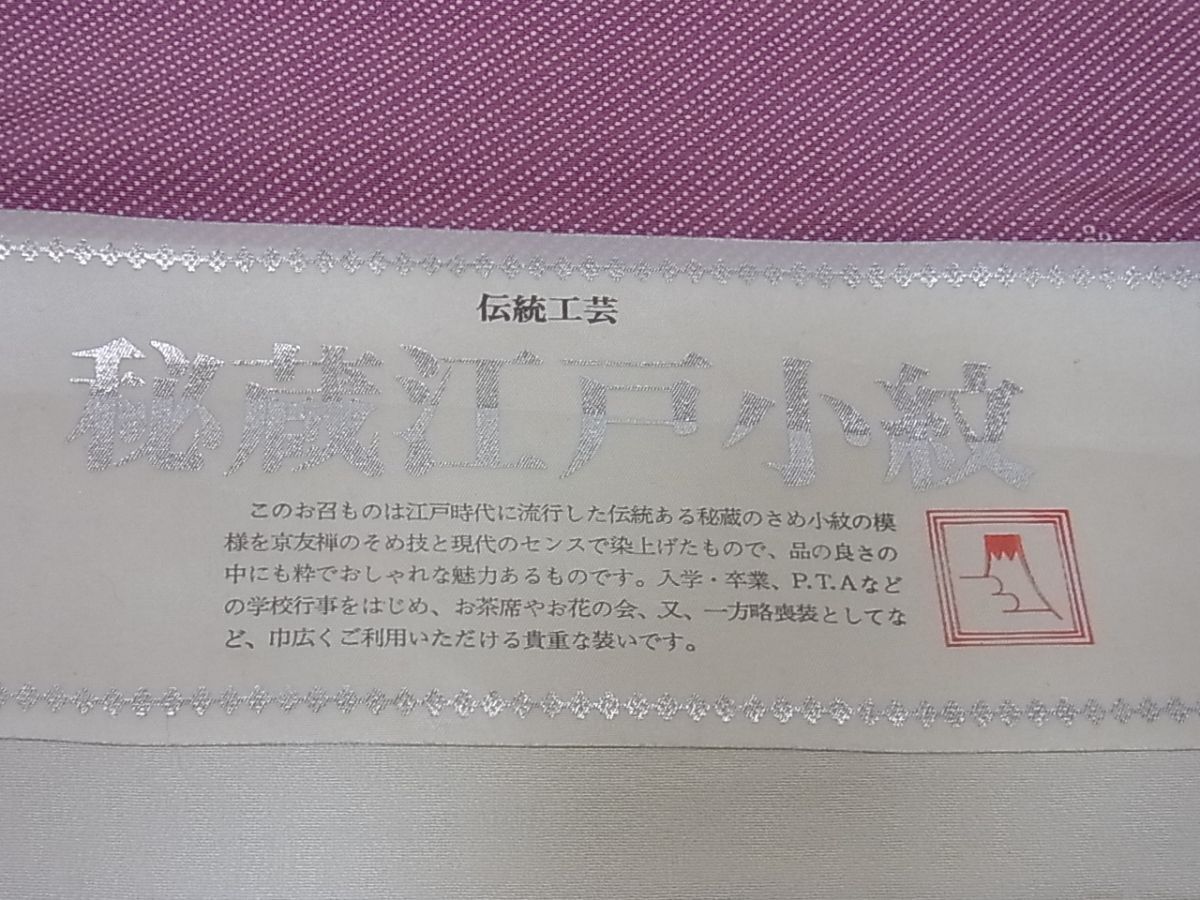 伝統工芸
秘蔵江戸小紋
このお召ものは江戸時代に流行した伝統ある秘蔵のさめ小紋の模
様を京友禅のそめ技と現代のセンスで染上げたもので、品の良さの
中にも粋でおしゃれな魅力あるものです。入学・卒業、P.T.Aなど
の学校行事をはじめ、お茶席やお花の会、又、一方略喪装としてな
ど、巾広くご利用いただける貴重な装いです。